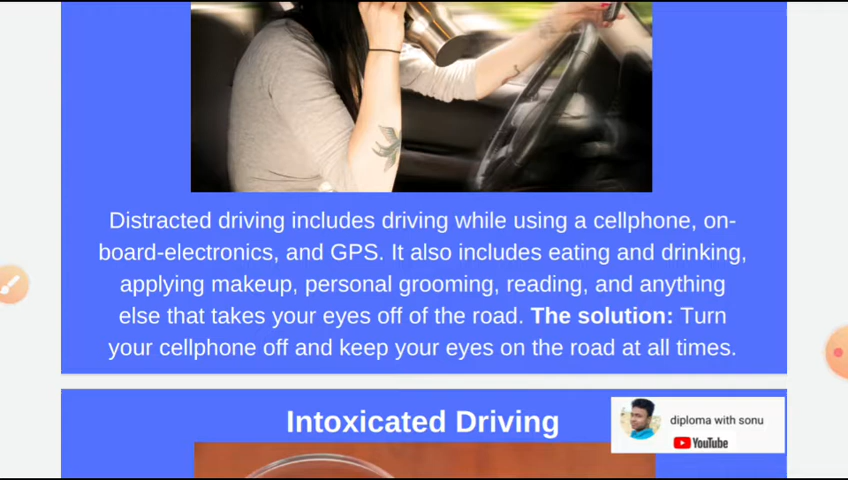 Distracted driving includes driving while using a cellphone, on-
board-electronics, and GPS. It also includes eating and drinking,
applying makeup, personal grooming, reading, and anything
else that takes your eyes off of the road. The solution: Turn
your cellphone off and keep your eyes on the road at all times.
Intoxicated Driving
diploma with sonu
YouTube